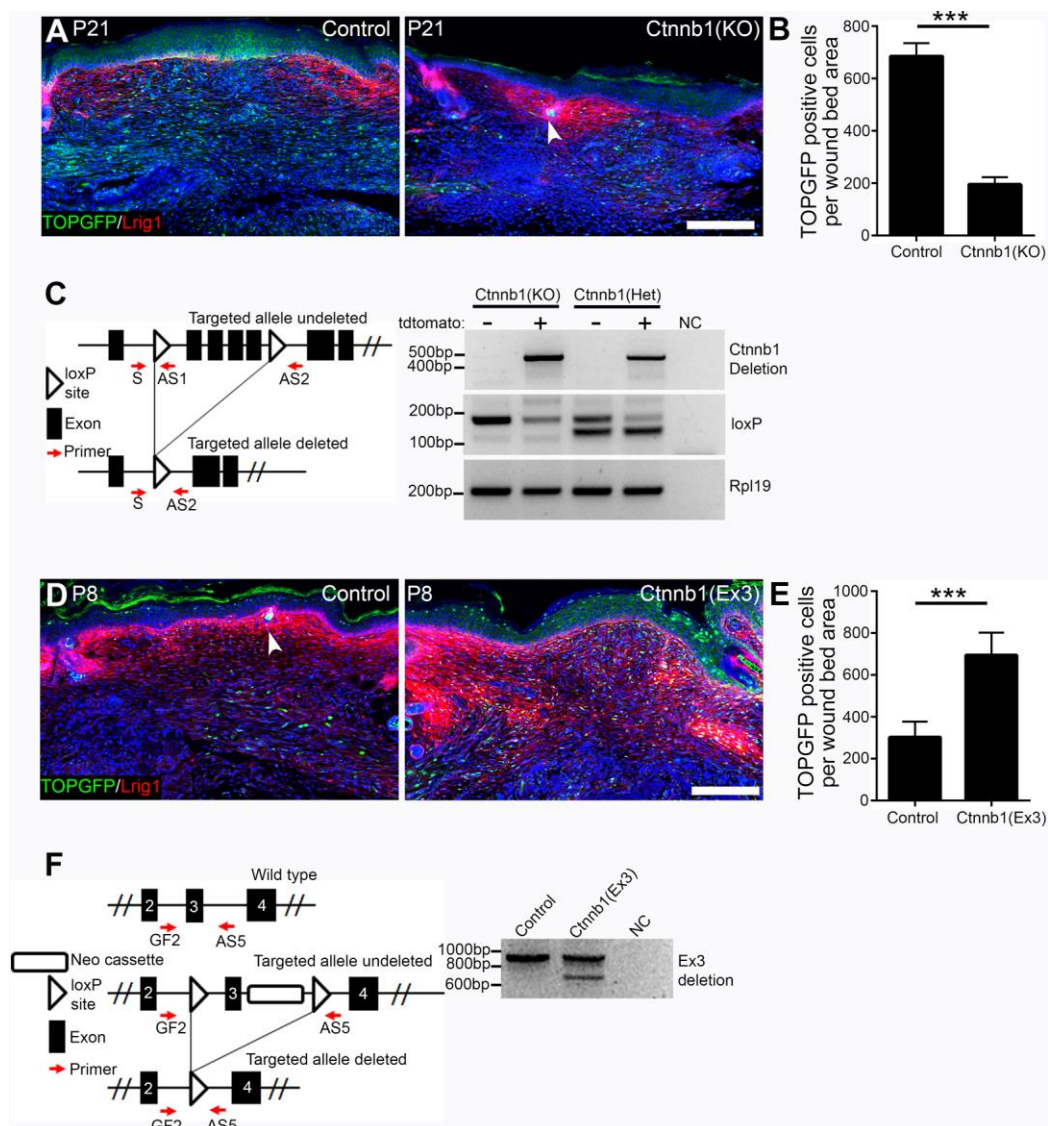 A P21 Control
P21 Ctnnb1(KO)
TOPGFP/Lrig1
B
TOPGFP positive cells
per wound bed area
800
600
400
200
0
***
Control Ctnnb1(KO)
C
Targeted allele undeleted
loxP
site
S AS1 AS2
Exon
Primer
Targeted allele deleted
S AS2
Ctnnb1(KO) Ctnnb1(Het)
tdtomato: - + - + NC
500bp
400bp
Ctnnb1
Deletion
200bp
100bp
loxP
200bp
Rpl19
D P8 Control
P8 Ctnnb1(Ex3)
TOPGFP/Lrig1
E
TOPGFP positive cells
per wound bed area
1000
800
600
400
200
0
***
Control Ctnnb1(Ex3)
F
Wild type
// 2 3 4 //
GF2 AS5
Neo cassette
Targeted allele undeleted
loxP
site
// 2 3 4 //
GF2 AS5
Exon
Primer
Targeted allele deleted
// 2 4 //
GF2 AS5
Control Ctnnb1(Ex3) NC
1000bp
800bp
600bp
Ex3
deletion